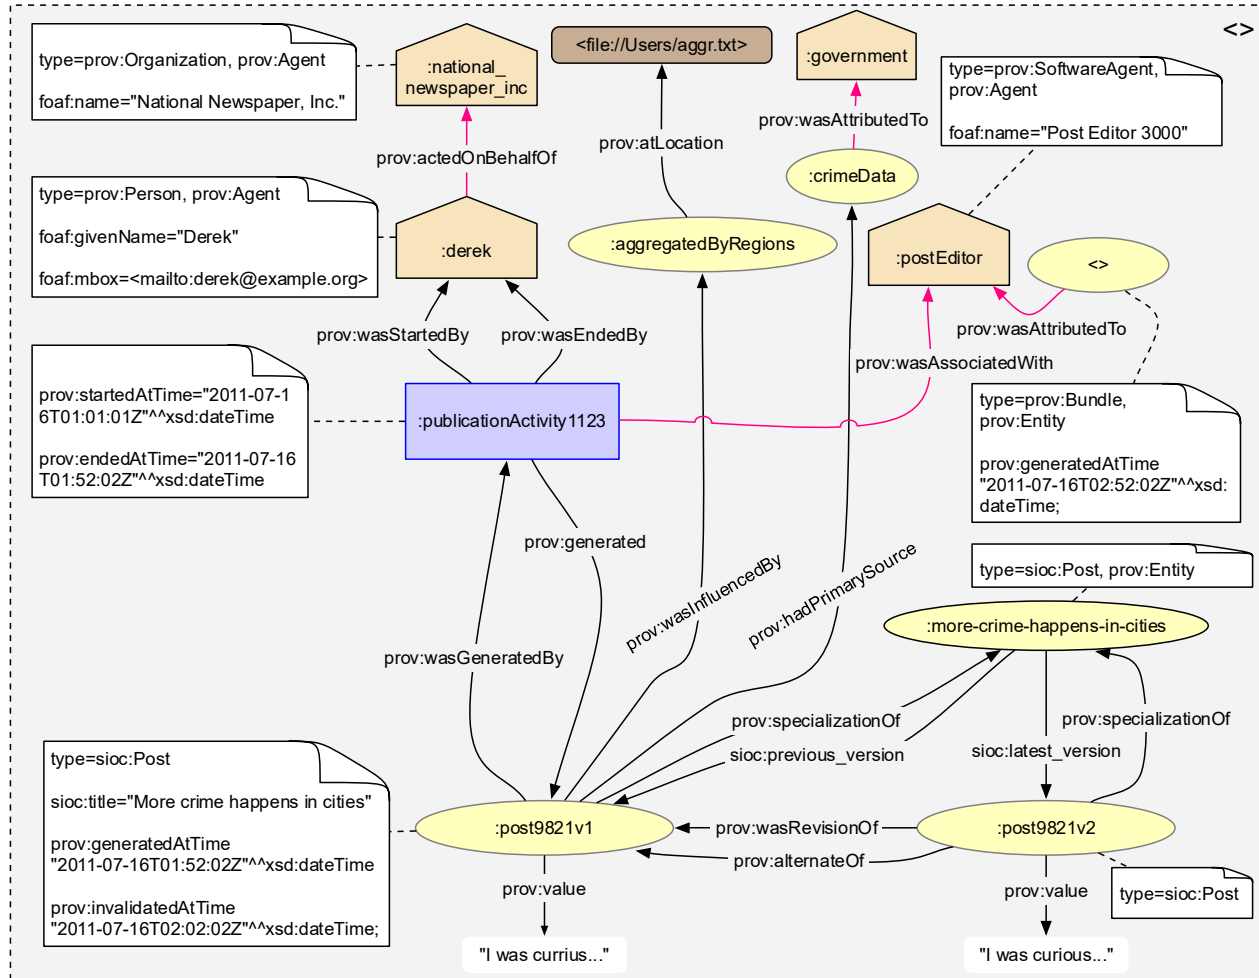 <>
type=prov:Organization, prov:Agent
foaf:name="National Newspaper, Inc."
:national_
newspaper_inc
<file://Users/aggr.txt>
:government
type=prov:SoftwareAgent,
prov:Agent
foaf:name="Post Editor 3000"
prov:wasAttributedTo
prov:atLocation
prov:actedOnBehalfOf
:crimeData
type=prov:Person, prov:Agent
foaf:givenName="Derek"
foaf:mbox=<mailto:derek@example.org>
:derek
:aggregatedByRegions
:postEditor
<>
prov:wasStartedBy
prov:wasEndedBy
prov:wasAttributedTo
prov:wasAssociatedWith
prov:startedAtTime="2011-07-1
6T01:01:01Z"^^xsd:dateTime
prov:endedAtTime="2011-07-16
T01:52:02Z"^^xsd:dateTime
:publicationActivity1123
type=prov:Bundle,
prov:Entity
prov:generatedAtTime
"2011-07-16T02:52:02Z"^^xsd:
dateTime;
prov:generated
prov:wasInfluencedBy
prov:hadPrimarySource
type=sioc:Post, prov:Entity
:more-crime-happens-in-cities
prov:wasGeneratedBy
prov:specializationOf
sioc:previous_version
prov:specializationOf
sioc:latest_version
type=sioc:Post
sioc:title="More crime happens in cities"
prov:generatedAtTime
"2011-07-16T01:52:02Z"^^xsd:dateTime
prov:invalidatedAtTime
"2011-07-16T02:02:02Z"^^xsd:dateTime;
:post9821v1
prov:wasRevisionOf
prov:alternateOf
:post9821v2
prov:value
prov:value
type=sioc:Post
"I was currius..."
"I was curious..."